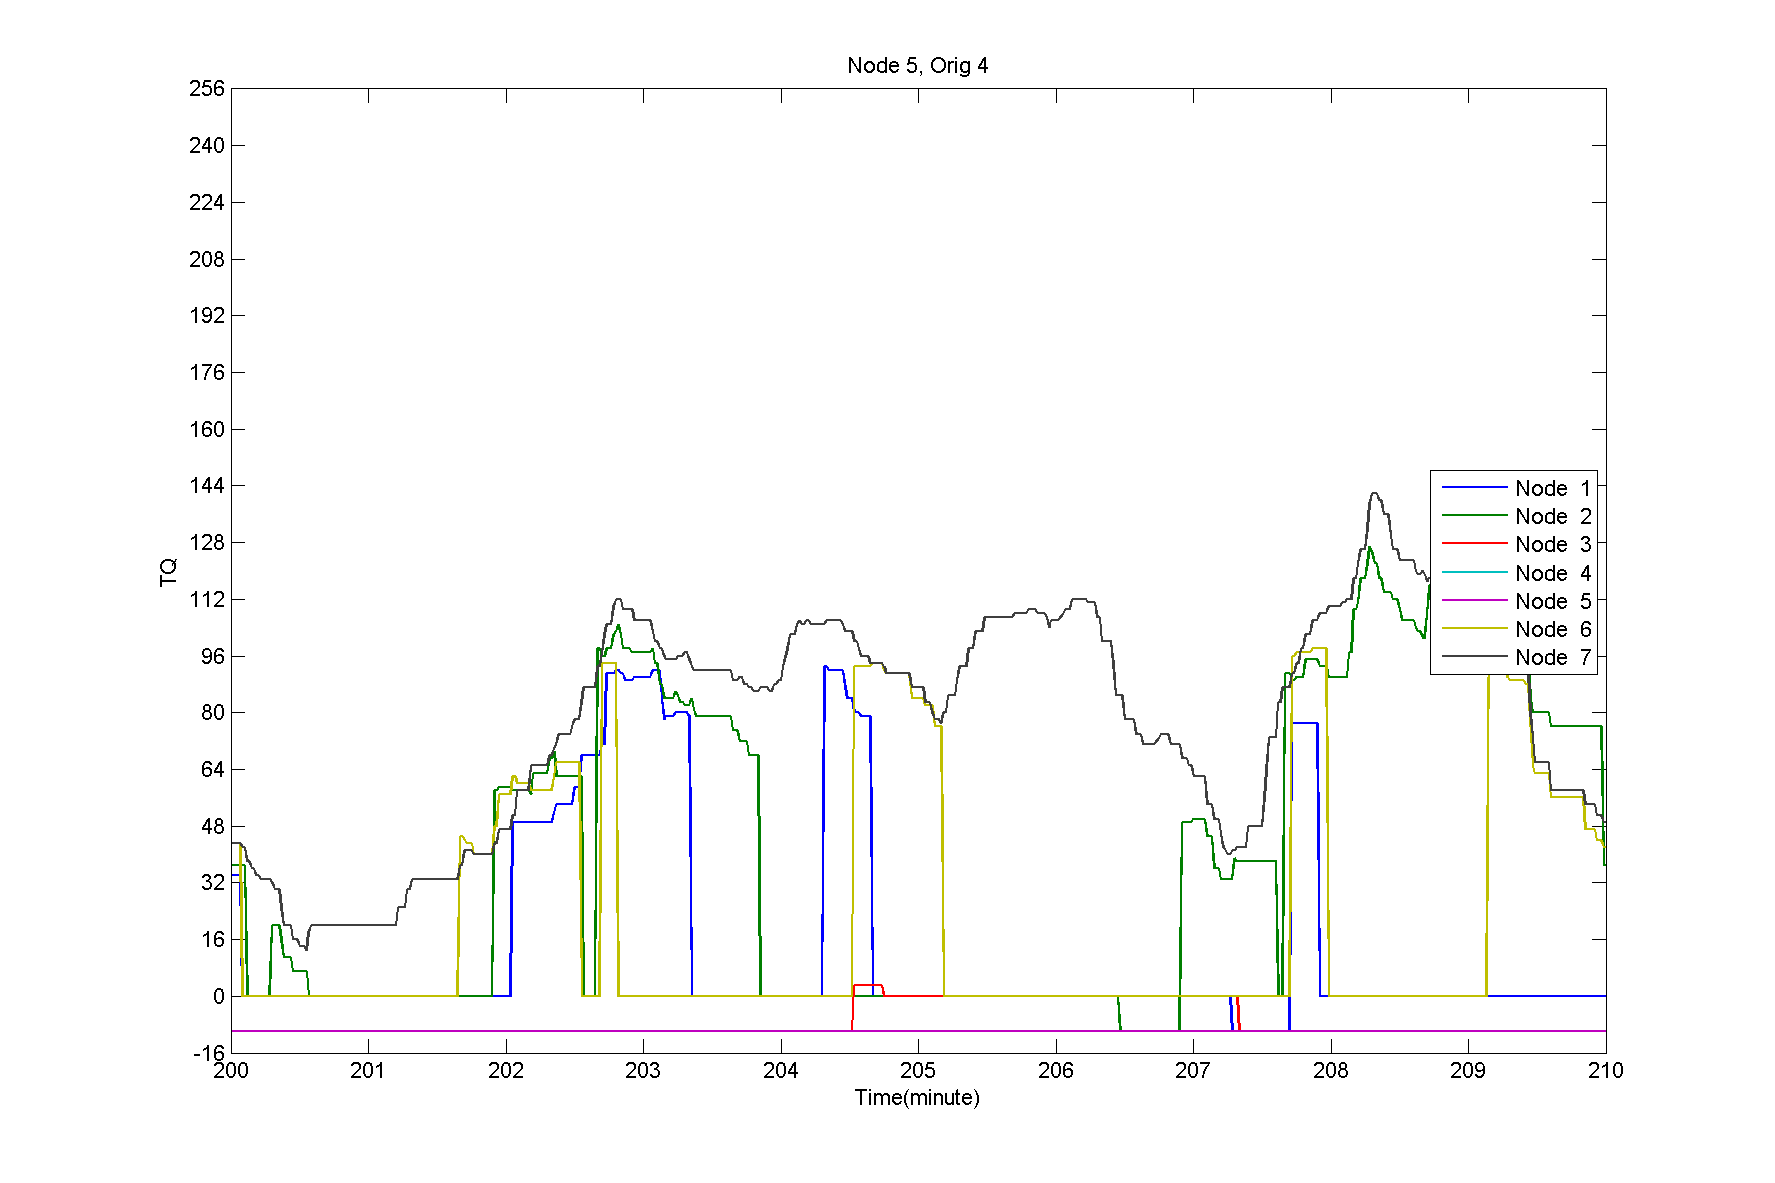 Node 5, Orig 4
256
240
224
208
192
176
160
144
128
112
96
80
64
48
32
16
0
-16
TQ
Node 1
Node 2
Node 3
Node 4
Node 5
Node 6
Node 7
200 201 202 203 204 205 206 207 208 209 210
Time(minute)